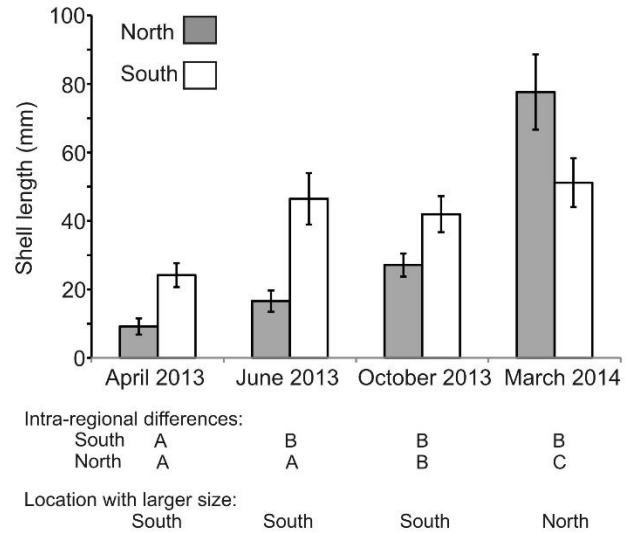 100
80
60
40
20
0
Shell length (mm)
North
South
April 2013 June 2013 October 2013 March 2014
Intra-regional differences:
South A B B B
North A A B C
Location with larger size:
South South South North